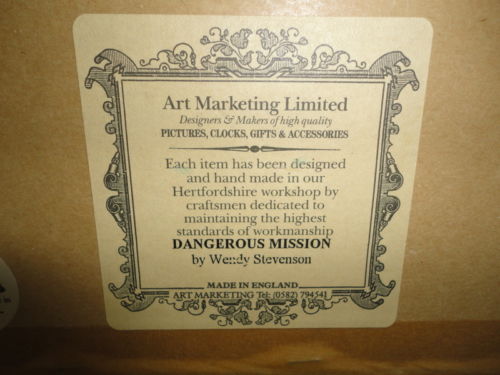 Art Marketing Limited
Designers & Makers of high quality
PICTURES, CLOCKS, GIFTS & ACCESSORIES
Each item has been designed
and hand made in our
Hertfordshire workshop by
craftsmen dedicated to
maintaining the highest
standards of workmanship
DANGEROUS MISSION
by Wendy Stevenson
MADE IN ENGLAND
ART MARKETING Tel: (0582) 794541